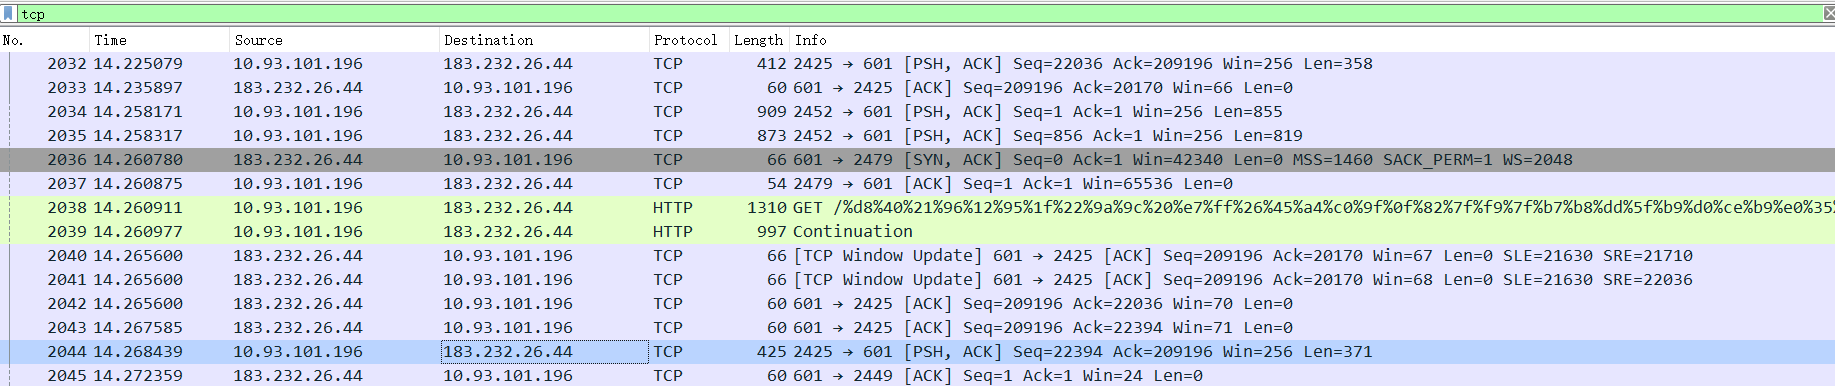 tcp
No. Time Source Destination Protocol Length Info
2032 14.225079 10.93.101.196 183.232.26.44 TCP 412 2425 → 601 [PSH, ACK] Seq=22036 Ack=209196 Win=256 Len=358
2033 14.235897 183.232.26.44 10.93.101.196 TCP 60 601 → 2425 [ACK] Seq=209196 Ack=20170 Win=66 Len=0
2034 14.258171 10.93.101.196 183.232.26.44 TCP 909 2452 → 601 [PSH, ACK] Seq=1 Ack=1 Win=256 Len=855
2035 14.258317 10.93.101.196 183.232.26.44 TCP 873 2452 → 601 [PSH, ACK] Seq=856 Ack=1 Win=256 Len=819
2036 14.260780 183.232.26.44 10.93.101.196 TCP 66 601 → 2479 [SYN, ACK] Seq=0 Ack=1 Win=42340 Len=0 MSS=1460 SACK_PERM=1 WS=2048
2037 14.260875 10.93.101.196 183.232.26.44 TCP 54 2479 → 601 [ACK] Seq=1 Ack=1 Win=65536 Len=0
2038 14.260911 10.93.101.196 183.232.26.44 HTTP 1310 GET /%d8%40%21%96%12%95%1f%22%9a%9c%20%e7%ff%26%45%a4%c0%9f%0f%82%7f%f9%7f%b7%b8%dd%5f%b9%d0%ce%b9%e0%35%
2039 14.260977 10.93.101.196 183.232.26.44 HTTP 997 Continuation
2040 14.265600 183.232.26.44 10.93.101.196 TCP 66 [TCP Window Update] 601 → 2425 [ACK] Seq=209196 Ack=20170 Win=67 Len=0 SLE=21630 SRE=21710
2041 14.265600 183.232.26.44 10.93.101.196 TCP 66 [TCP Window Update] 601 → 2425 [ACK] Seq=209196 Ack=20170 Win=68 Len=0 SLE=21630 SRE=22036
2042 14.265600 183.232.26.44 10.93.101.196 TCP 60 601 → 2425 [ACK] Seq=209196 Ack=22036 Win=70 Len=0
2043 14.267585 183.232.26.44 10.93.101.196 TCP 60 601 → 2425 [ACK] Seq=209196 Ack=22394 Win=71 Len=0
2044 14.268439 10.93.101.196 183.232.26.44 TCP 425 2425 → 601 [PSH, ACK] Seq=22394 Ack=209196 Win=256 Len=371
2045 14.272359 183.232.26.44 10.93.101.196 TCP 60 601 → 2449 [ACK] Seq=1 Ack=1 Win=24 Len=0